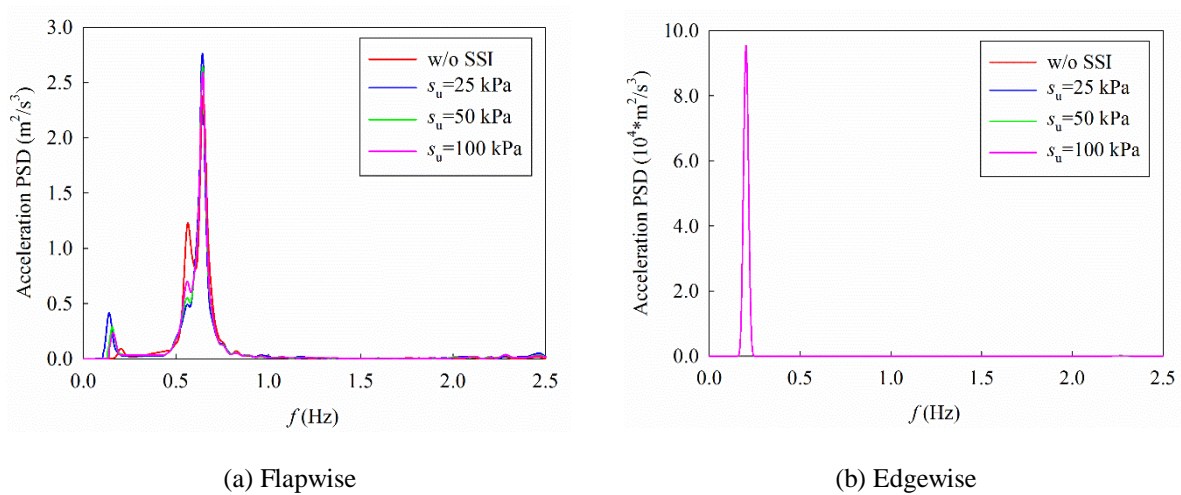 Acceleration PSD (m²/s³)
3.0
2.5
2.0
1.5
1.0
0.5
0.0
0.0 0.5 1.0 1.5 2.0 2.5
f (Hz)
w/o SSI
sᵤ=25 kPa
sᵤ=50 kPa
sᵤ=100 kPa
(a) Flapwise
Acceleration PSD (10⁴*m²/s³)
10.0
8.0
6.0
4.0
2.0
0.0
0.0 0.5 1.0 1.5 2.0 2.5
f (Hz)
w/o SSI
sᵤ=25 kPa
sᵤ=50 kPa
sᵤ=100 kPa
(b) Edgewise